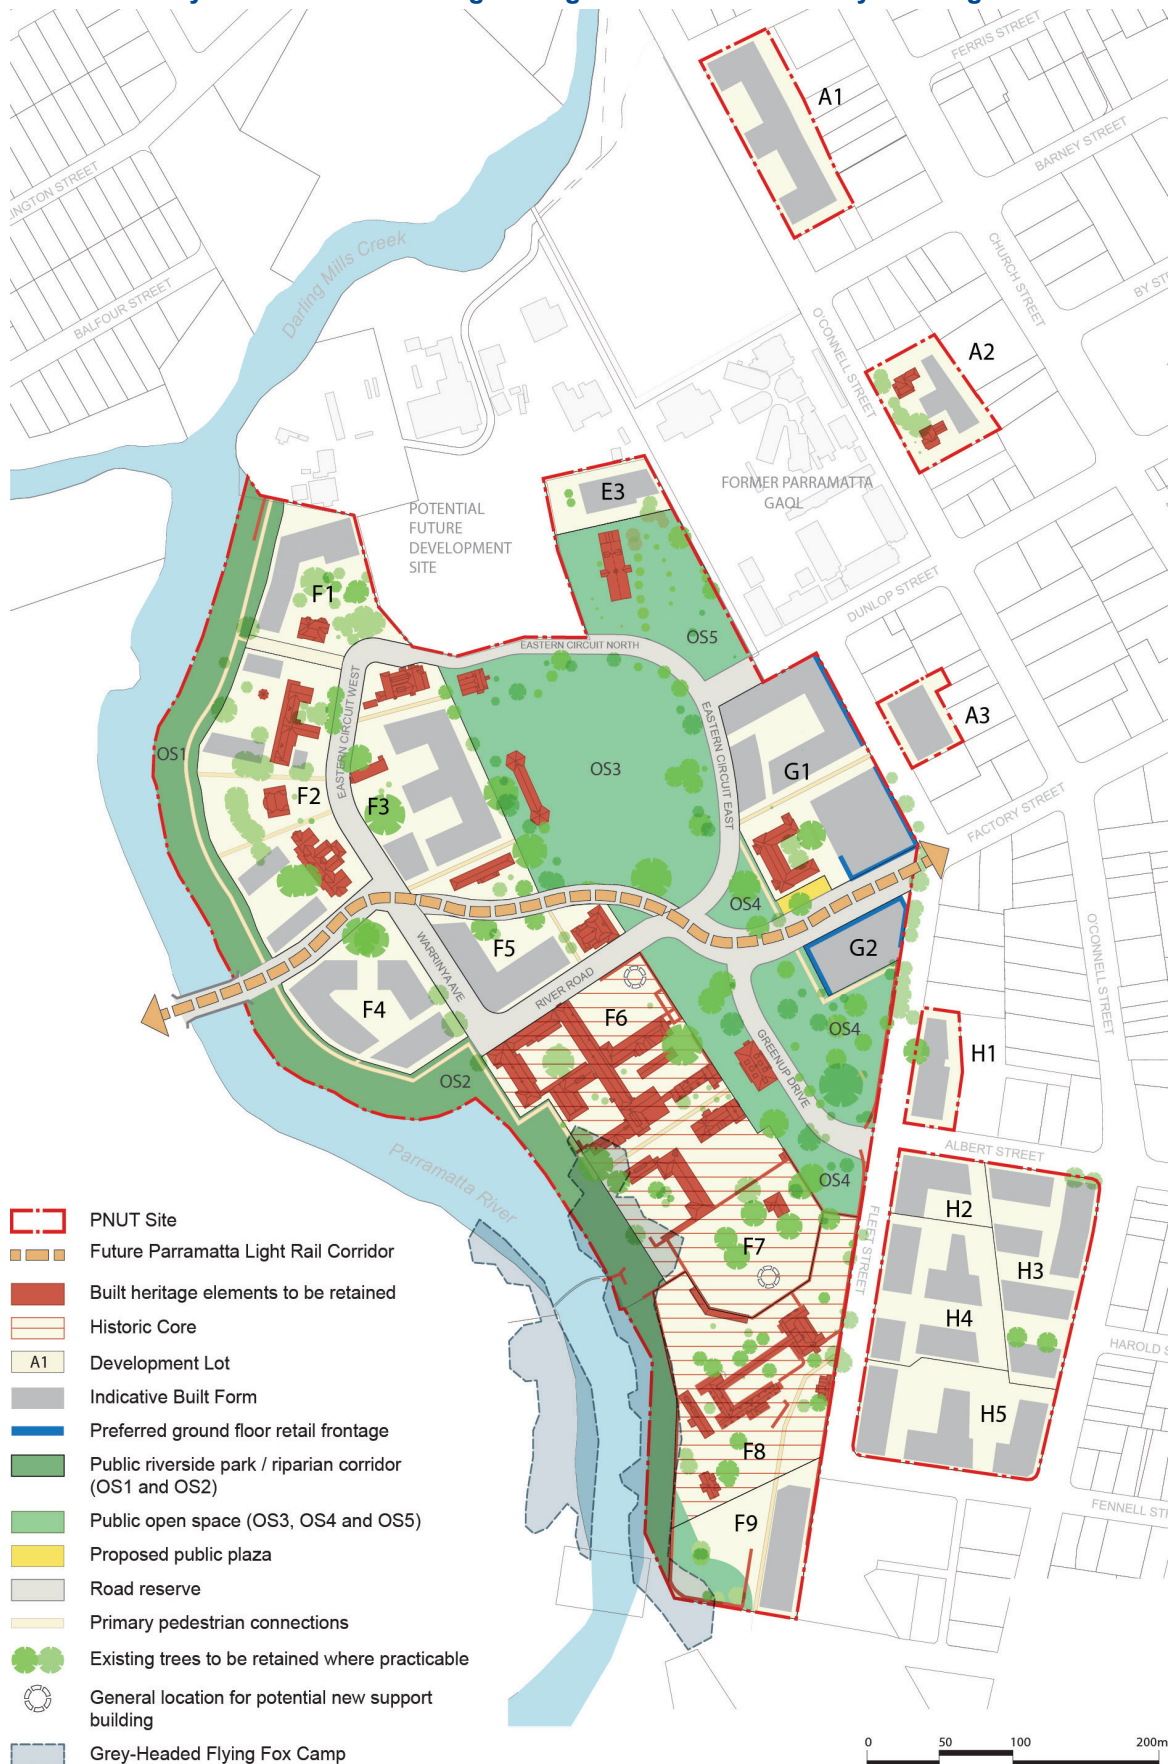 FERRIS STREET
A1
BARNEY STREET
CHURCH STREET
BALFOUR STREET
Darling Mills Creek
O'CONNELL STREET
A2
E3
FORMER PARRAMATTA
GAOL
POTENTIAL
FUTURE
DEVELOPMENT
SITE
DUNLOP STREET
F1
OS5
EASTERN CIRCUIT NORTH
EASTERN CIRCUIT WEST
EASTERN CIRCUIT EAST
A3
OS1
OS3
G1
F2
F3
FACTORY STREET
OS4
G2
O'CONNELL STREET
WARRINYA AVE
F5
RIVER ROAD
F4
F6
OS4
GREENUP DRIVE
H1
OS2
ALBERT STREET
Parramatta River
OS4
FLEET STREET
H2
F7
H3
H4
HAROLD S
H5
F8
FENNELL STR
F9
PNUT Site
Future Parramatta Light Rail Corridor
Built heritage elements to be retained
Historic Core
A1 Development Lot
Indicative Built Form
Preferred ground floor retail frontage
Public riverside park / riparian corridor
(OS1 and OS2)
Public open space (OS3, OS4 and OS5)
Proposed public plaza
Road reserve
Primary pedestrian connections
Existing trees to be retained where practicable
General location for potential new support
building
Grey-Headed Flying Fox Camp
0 50 100 200m